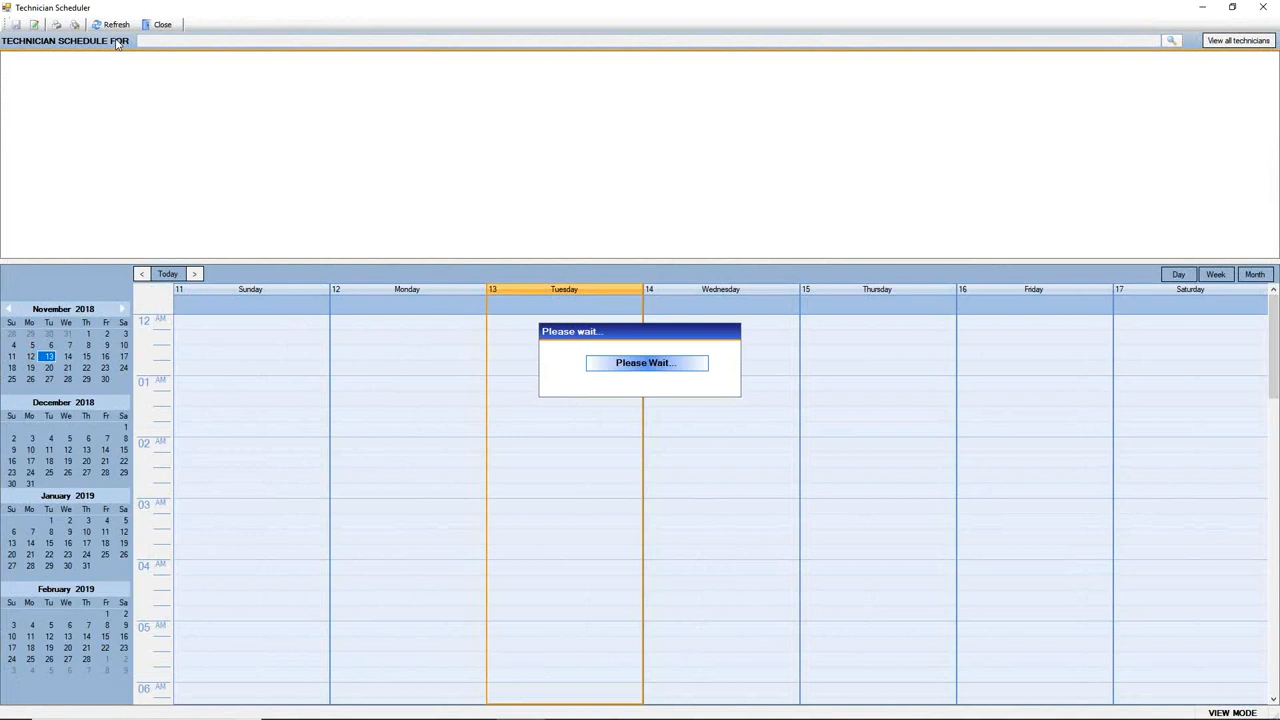 Technician Scheduler
Refresh Close
TECHNICIAN SCHEDULE FOR View all technicians
< Today > Day Week Month
11 Sunday 12 Monday 13 Tuesday 14 Wednesday 15 Thursday 16 Friday 17 Saturday
November 2018
Su Mo Tu We Th Fr Sa
28 29 30 31 1 2 3
4 5 6 7 8 9 10
11 12 13 14 15 16 17
18 19 20 21 22 23 24
25 26 27 28 29 30
December 2018
Su Mo Tu We Th Fr Sa
1
2 3 4 5 6 7 8
9 10 11 12 13 14 15
16 17 18 19 20 21 22
23 24 25 26 27 28 29
30 31
January 2019
Su Mo Tu We Th Fr Sa
1 2 3 4 5
6 7 8 9 10 11 12
13 14 15 16 17 18 19
20 21 22 23 24 25 26
27 28 29 30 31
February 2019
Su Mo Tu We Th Fr Sa
1 2
3 4 5 6 7 8 9
10 11 12 13 14 15 16
17 18 19 20 21 22 23
24 25 26 27 28 1 2
3 4 5 6 7 8 9
12 AM
01 AM
02 AM
03 AM
04 AM
05 AM
06 AM
Please wait...
Please Wait...
VIEW MODE